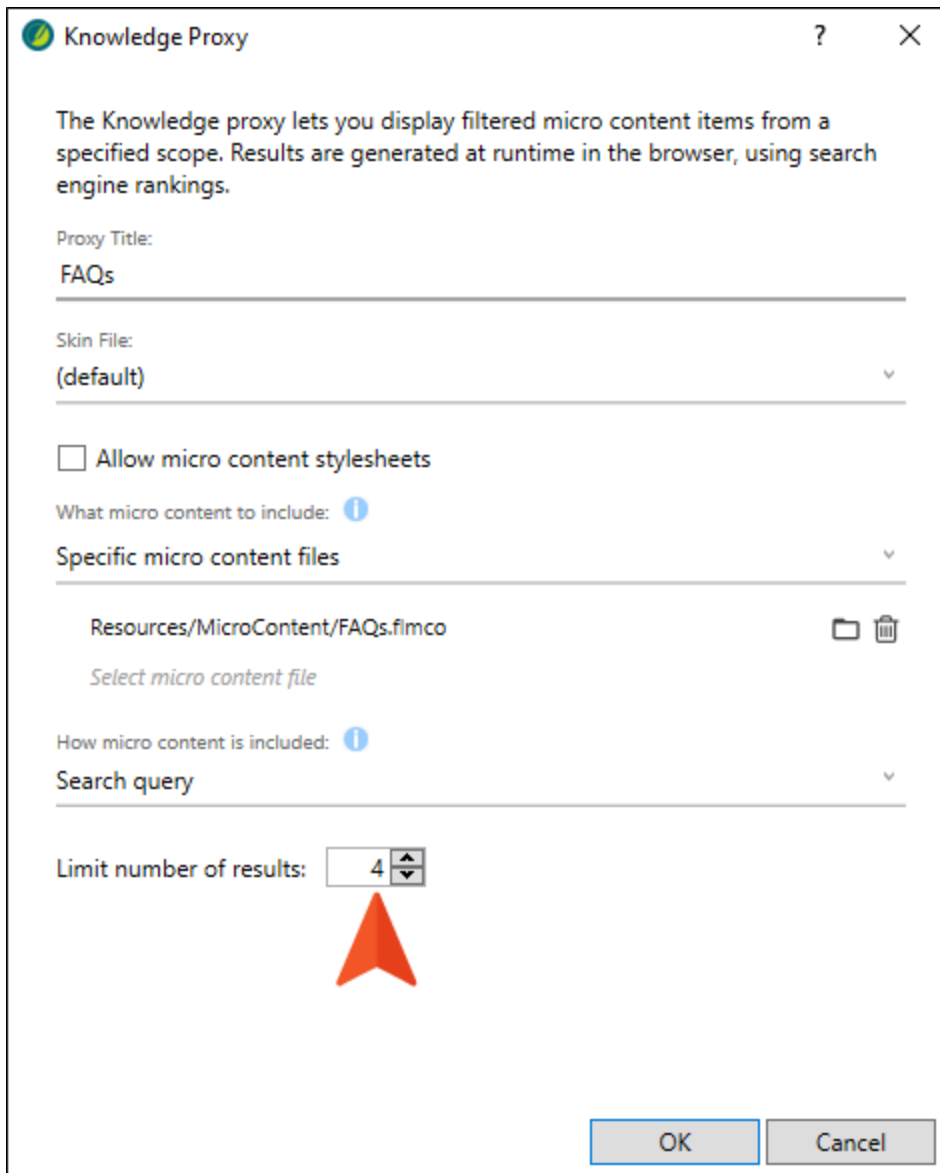 Knowledge Proxy
?
The Knowledge proxy lets you display filtered micro content items from a
specified scope. Results are generated at runtime in the browser, using search
engine rankings.
Proxy Title:
FAQs
Skin File:
(default)
Allow micro content stylesheets
What micro content to include:
Specific micro content files
Resources/MicroContent/FAQs.flmco
Select micro content file
How micro content is included:
Search query
Limit number of results: 4
OK Cancel